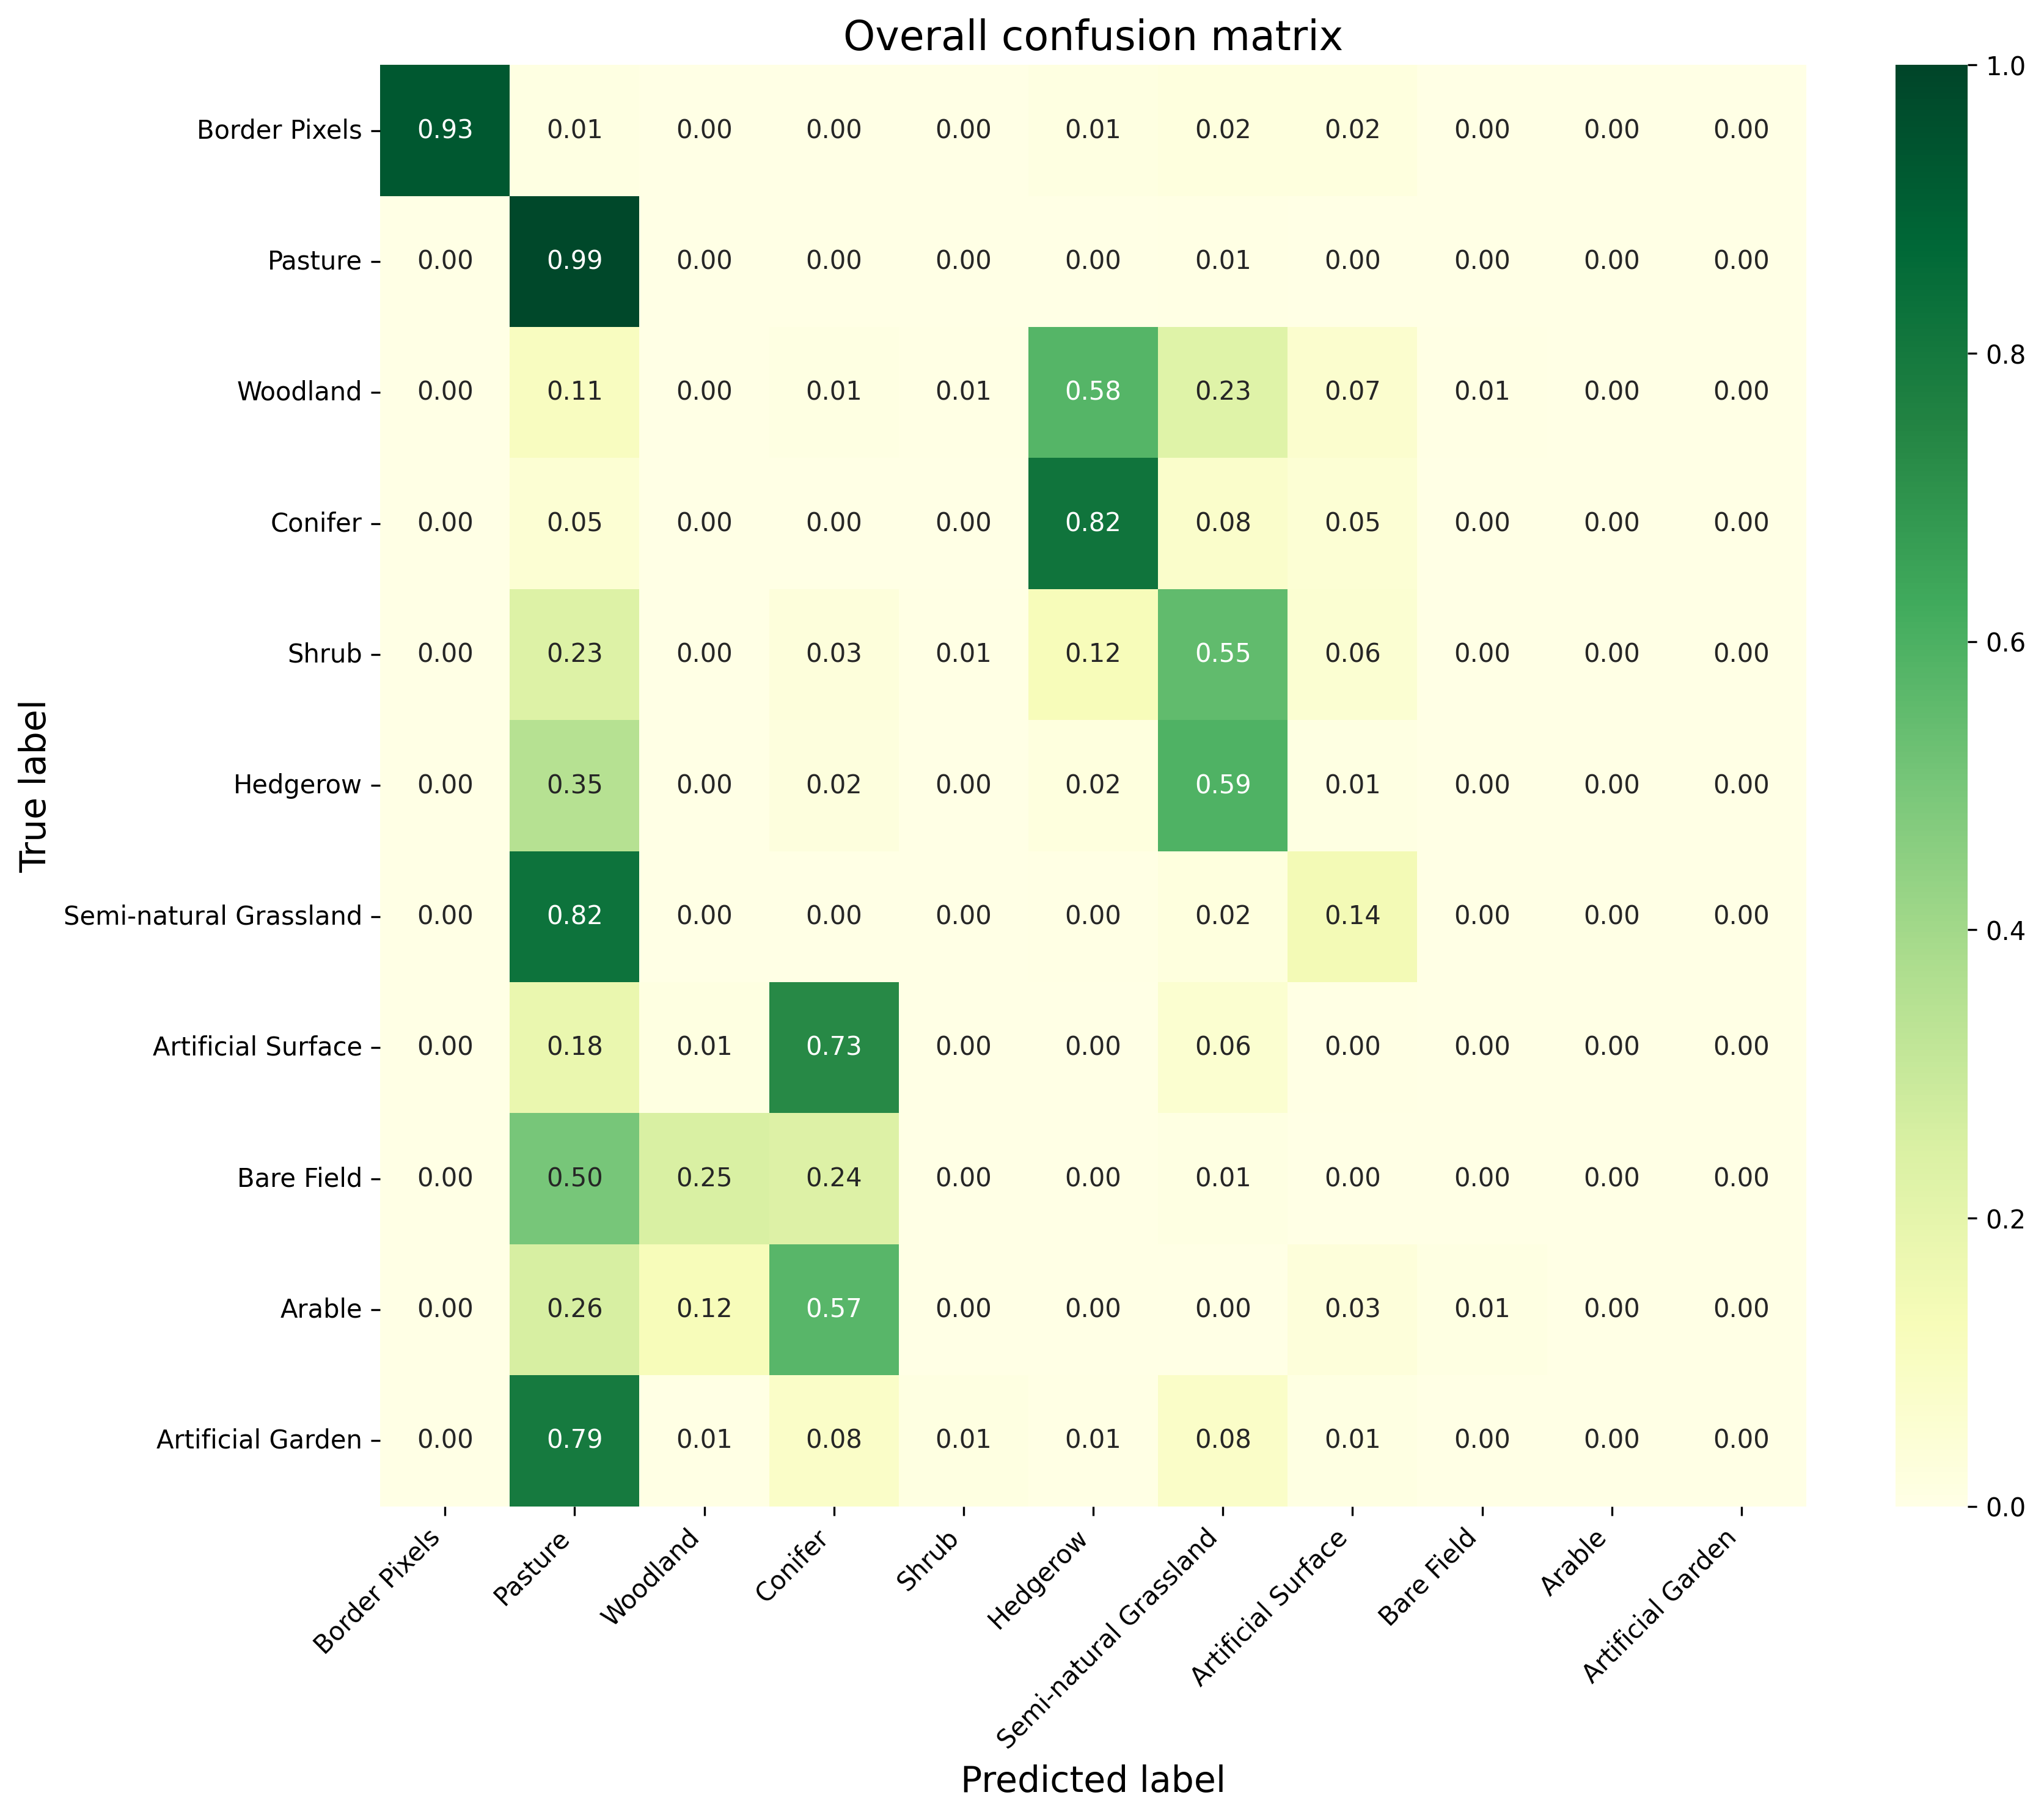 Overall confusion matrix
Border Pixels 0.93 0.01 0.00 0.00 0.00 0.01 0.02 0.02 0.00 0.00 0.00
Pasture 0.00 0.99 0.00 0.00 0.00 0.00 0.01 0.00 0.00 0.00 0.00
Woodland 0.00 0.11 0.00 0.01 0.01 0.58 0.23 0.07 0.01 0.00 0.00
Conifer 0.00 0.05 0.00 0.00 0.00 0.82 0.08 0.05 0.00 0.00 0.00
Shrub 0.00 0.23 0.00 0.03 0.01 0.12 0.55 0.06 0.00 0.00 0.00
Hedgerow 0.00 0.35 0.00 0.02 0.00 0.02 0.59 0.01 0.00 0.00 0.00
Semi-natural Grassland 0.00 0.82 0.00 0.00 0.00 0.00 0.02 0.14 0.00 0.00 0.00
Artificial Surface 0.00 0.18 0.01 0.73 0.00 0.00 0.06 0.00 0.00 0.00 0.00
Bare Field 0.00 0.50 0.25 0.24 0.00 0.00 0.01 0.00 0.00 0.00 0.00
Arable 0.00 0.26 0.12 0.57 0.00 0.00 0.00 0.03 0.01 0.00 0.00
Artificial Garden 0.00 0.79 0.01 0.08 0.01 0.01 0.08 0.01 0.00 0.00 0.00
True label
Border Pixels
Pasture
Woodland
Conifer
Shrub
Hedgerow
Semi-natural Grassland
Artificial Surface
Bare Field
Arable
Artificial Garden
Predicted label
1.0
0.8
0.6
0.4
0.2
0.0